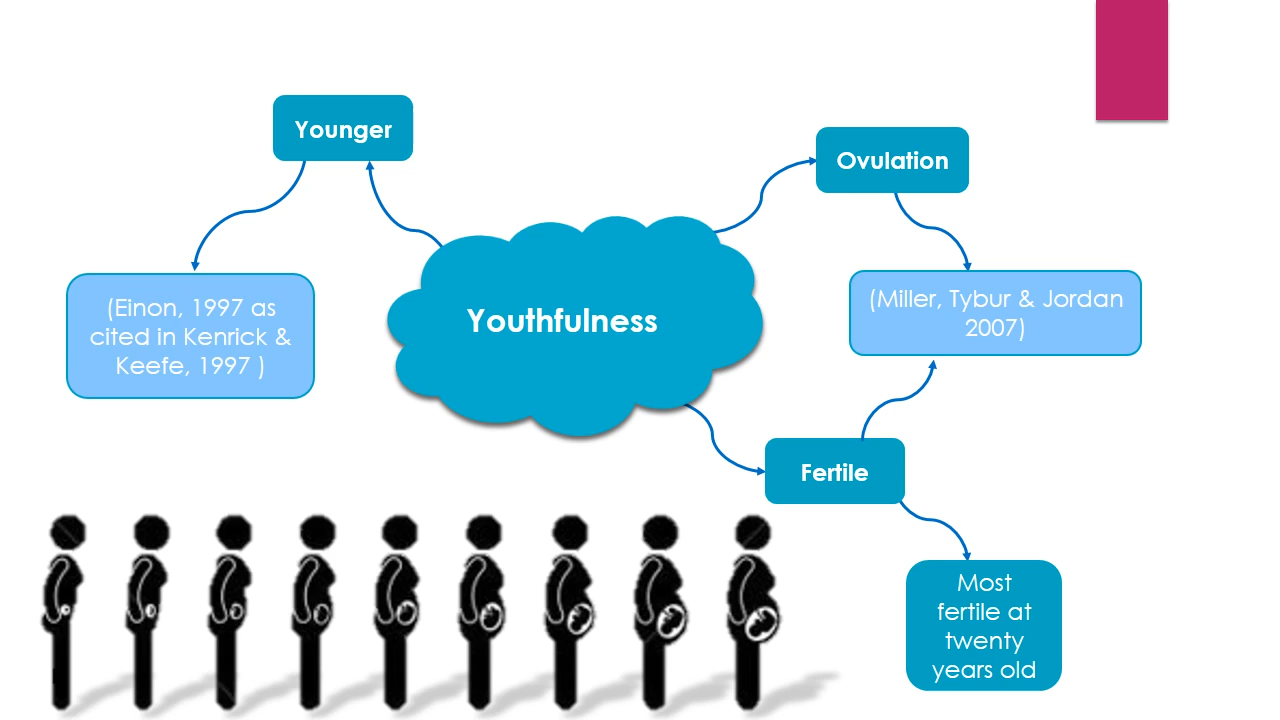 Younger
Ovulation
(Einon, 1997 as
cited in Kenrick &
Keefe, 1997 )
Youthfulness
(Miller, Tybur & Jordan
2007)
Fertile
Most
fertile at
twenty
years old